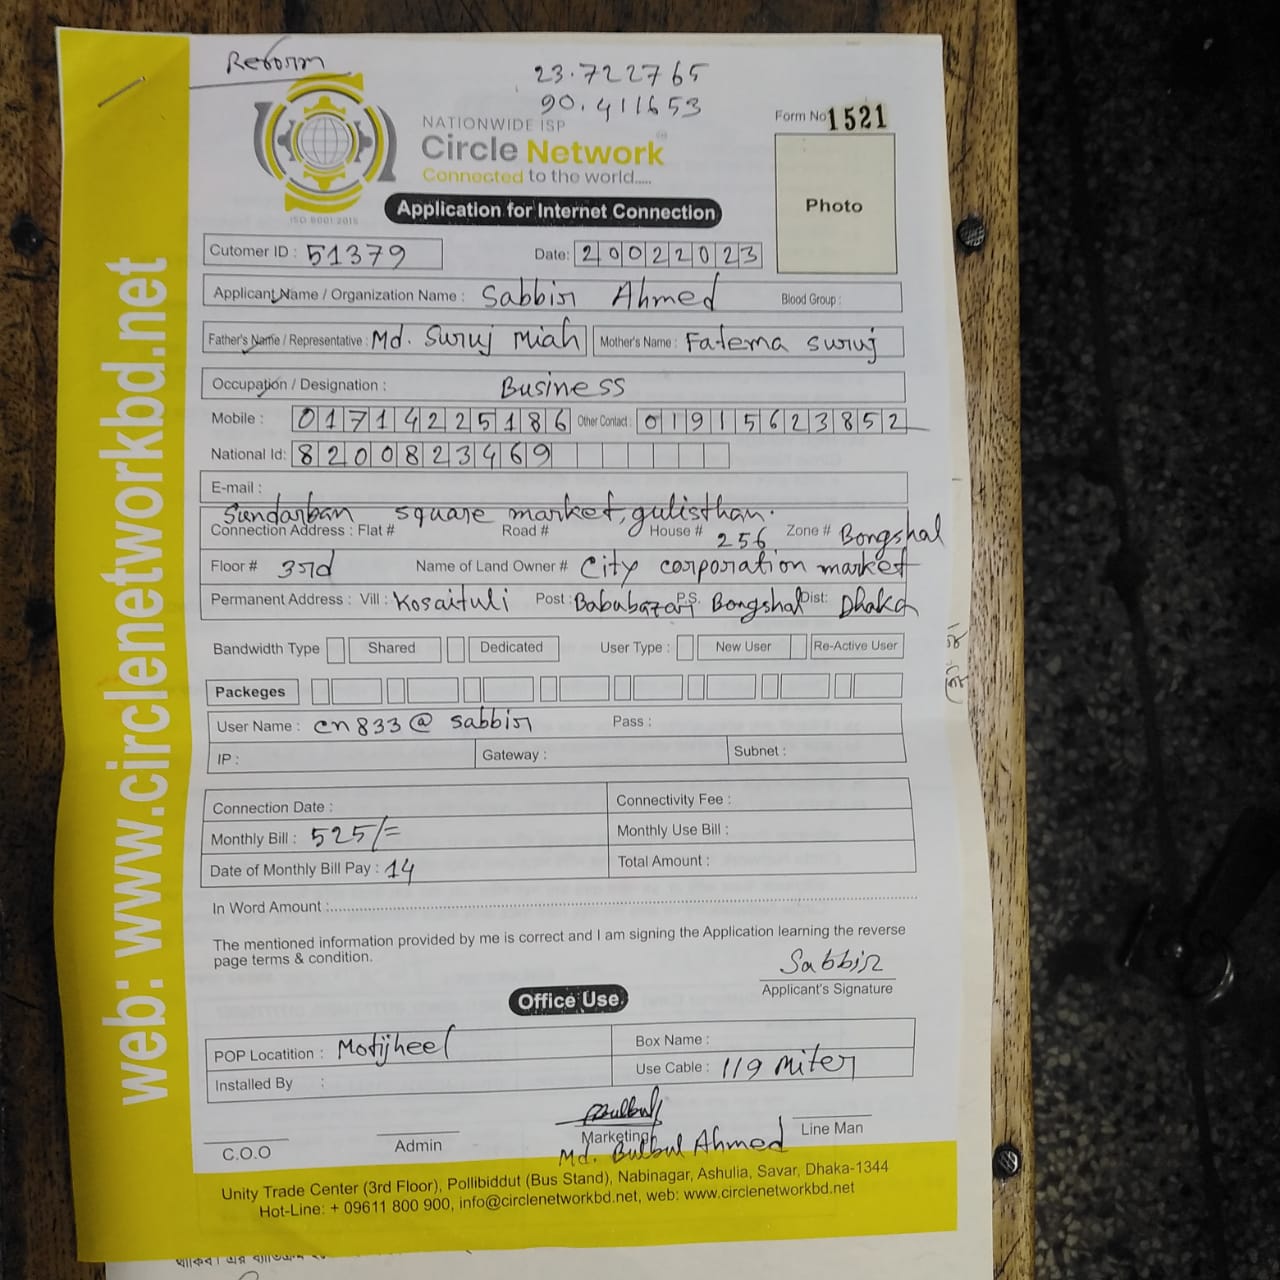 Reform
23.722765
90.411653
NATIONWIDE ISP
Circle Network
Connected to the world.....
ISO 9001:2015
Form No 1521
Photo
Application for Internet Connection
Cutomer ID : 51379 Date: 20022023
Applicant Name / Organization Name : Sabbir Ahmed Blood Group :
Father's Name / Representative : Md. Suruj Miah Mother's Name : Fatema Suruj
Occupation / Designation : Business
Mobile : 01714225186 Other Contact : 01915623852
National Id: 8200823469
E-mail :
Sundarban square market, gulisthan.
Connection Address : Flat # Road # House # 256 Zone # Bongshal
Floor # 3rd Name of Land Owner # City corporation market
Permanent Address : Vill : Kosaituli Post : Babubazar P.S. Bongshal Dist: Dhaka
Bandwidth Type Shared Dedicated User Type : New User Re-Active User
Packeges
User Name : cn833@sabbir Pass :
IP : Gateway : Subnet :
Connection Date : Connectivity Fee :
Monthly Bill : 525/= Monthly Use Bill :
Date of Monthly Bill Pay : 14 Total Amount :
In Word Amount :
The mentioned information provided by me is correct and I am signing the Application learning the reverse
page terms & condition.
Sabbir
Applicant's Signature
Office Use.
POP Locatition : Motijheel Box Name :
Installed By : Use Cable : 119 Miter
Bulbul
C.O.O Admin Marketing Line Man
Md. Bulbul Ahmed
Unity Trade Center (3rd Floor), Pollibiddut (Bus Stand), Nabinagar, Ashulia, Savar, Dhaka-1344
Hot-Line: + 09611 800 900, info@circlenetworkbd.net, web: www.circlenetworkbd.net
web: www.circlenetworkbd.net